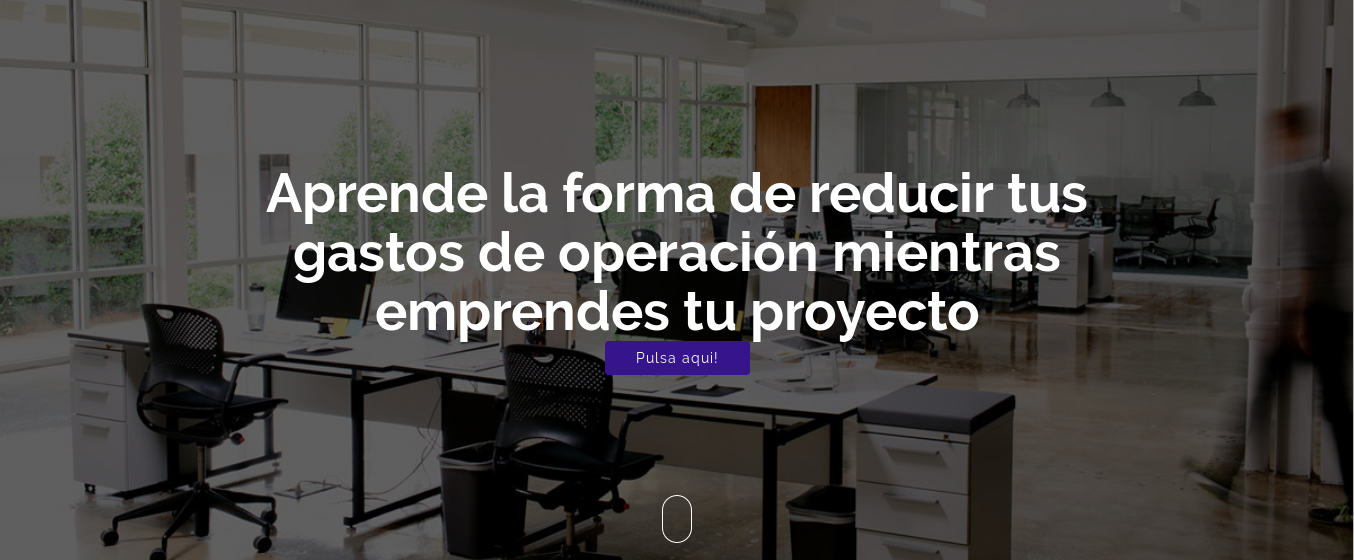 Aprende la forma de reducir tus
gastos de operación mientras
emprendes tu proyecto
Pulsa aqui!